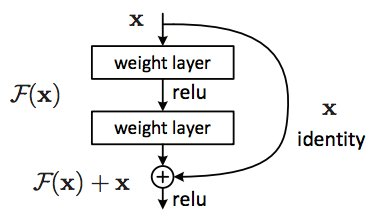 x
weight layer
relu
F(x)
weight layer
x
identity
F(x) + x
+
relu